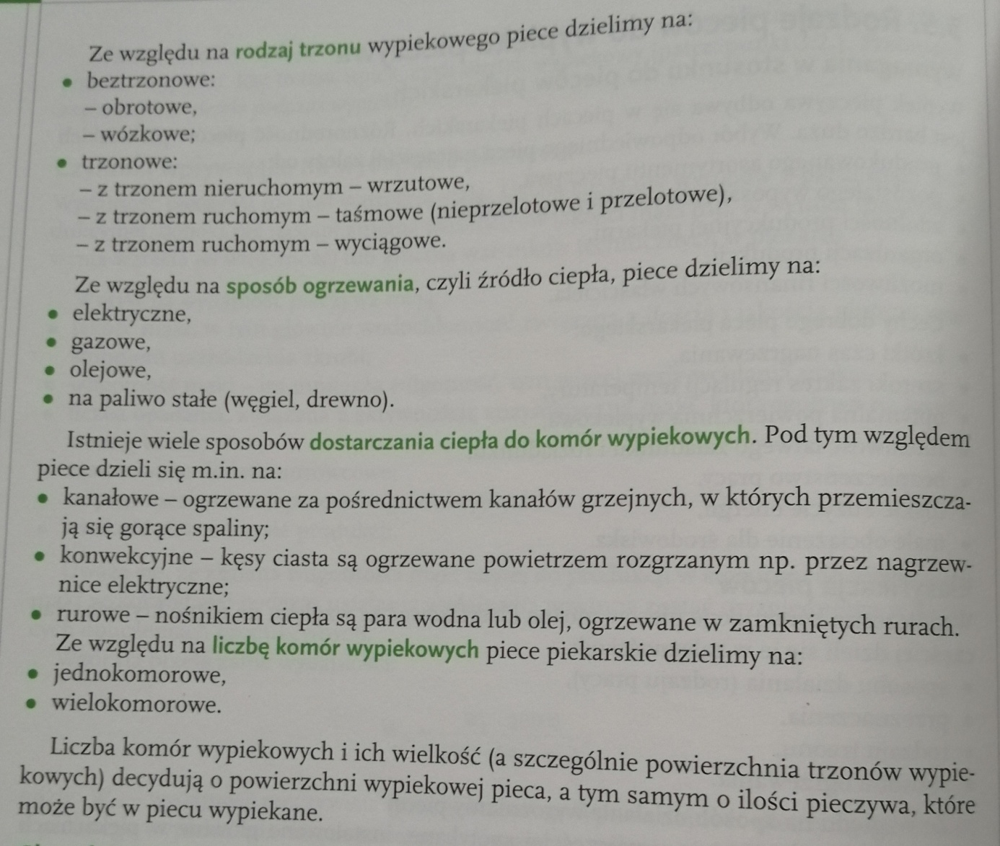 Ze względu na rodzaj trzonu wypiekowego piece dzielimy na:
• beztrzonowe:
– obrotowe,
– wózkowe;
• trzonowe:
– z trzonem nieruchomym – wrzutowe,
– z trzonem ruchomym – taśmowe (nieprzelotowe i przelotowe),
– z trzonem ruchomym – wyciągowe.
Ze względu na sposób ogrzewania, czyli źródło ciepła, piece dzielimy na:
• elektryczne,
• gazowe,
• olejowe,
• na paliwo stałe (węgiel, drewno).
Istnieje wiele sposobów dostarczania ciepła do komór wypiekowych. Pod tym względem
piece dzieli się m.in. na:
• kanałowe – ogrzewane za pośrednictwem kanałów grzejnych, w których przemieszcza-
ją się gorące spaliny;
• konwekcyjne – kęsy ciasta są ogrzewane powietrzem rozgrzanym np. przez nagrzew-
nice elektryczne;
• rurowe – nośnikiem ciepła są para wodna lub olej, ogrzewane w zamkniętych rurach.
Ze względu na liczbę komór wypiekowych piece piekarskie dzielimy na:
• jednokomorowe,
• wielokomorowe.
Liczba komór wypiekowych i ich wielkość (a szczególnie powierzchnia trzonów wypie-
kowych) decydują o powierzchni wypiekowej pieca, a tym samym o ilości pieczywa, które
może być w piecu wypiekane.